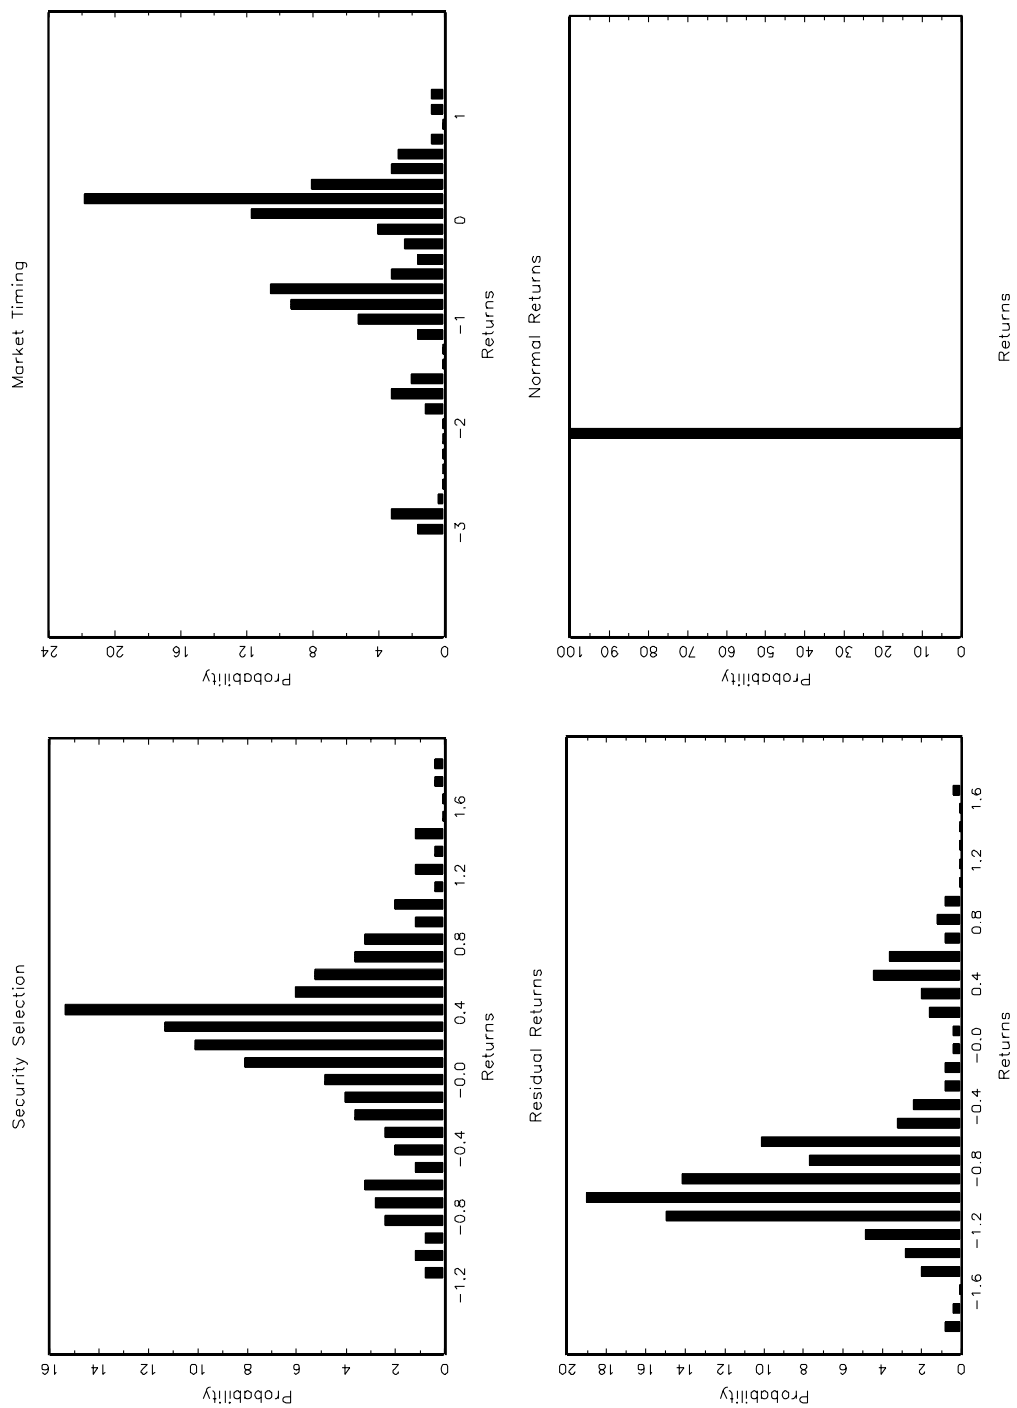 Security Selection
Probability
16
14
12
10
8
6
4
2
0
−1.2 −0.8 −0.4 −0.0 0.4 0.8 1.2 1.6
Returns
Market Timing
Probability
24
20
16
12
8
4
0
−3 −2 −1 0 1
Returns
Residual Returns
Probability
20
18
16
14
12
10
8
6
4
2
0
−1.6 −1.2 −0.8 −0.4 −0.0 0.4 0.8 1.2 1.6
Returns
Normal Returns
Probability
100
90
80
70
60
50
40
30
20
10
0
Returns